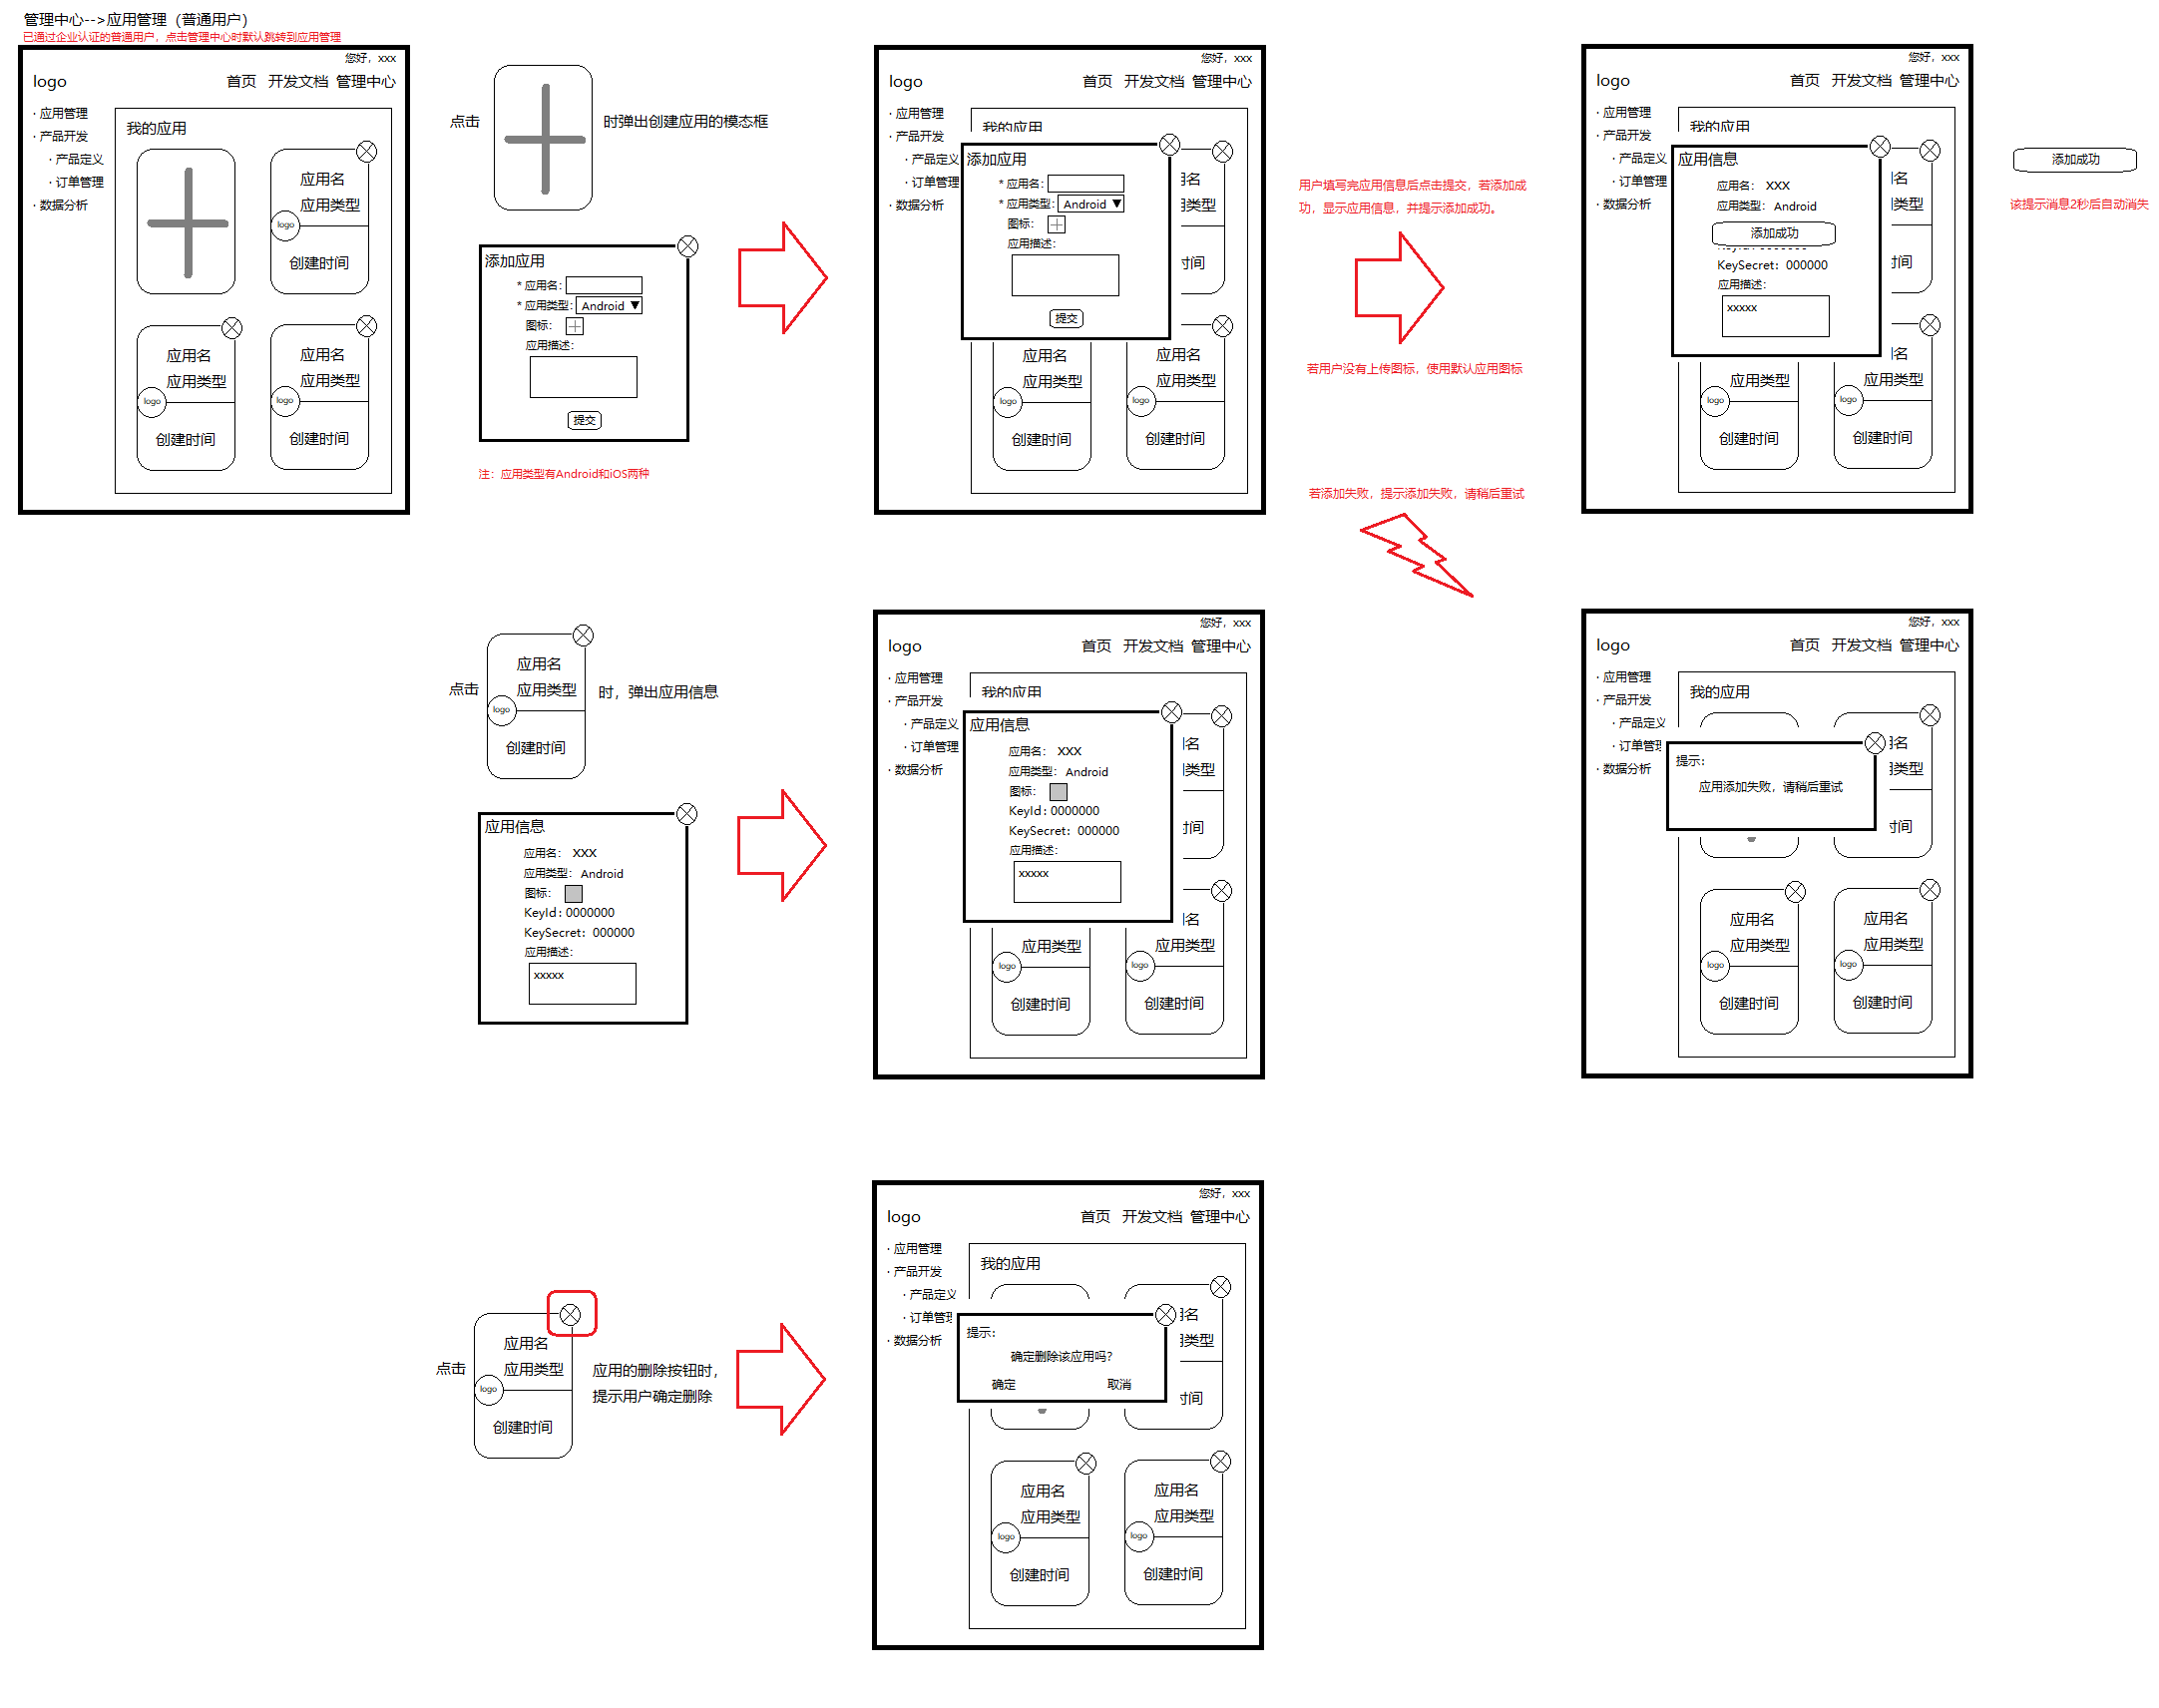 管理中心-->应用管理（普通用户）
已通过企业认证的普通用户，点击管理中心时默认跳转到应用管理
您好，xxx
logo
首页 开发文档 管理中心
· 应用管理
· 产品开发
· 产品定义
· 订单管理
· 数据分析
我的应用
应用名
应用类型
logo
创建时间
应用名
应用类型
logo
创建时间
应用名
应用类型
logo
创建时间
点击
时弹出创建应用的模态框
添加应用
* 应用名：
* 应用类型： Android ▼
图标：
应用描述：
提交
注：应用类型有Android和iOS两种
您好，xxx
logo
首页 开发文档 管理中心
· 应用管理
· 产品开发
· 产品定义
· 订单管理
· 数据分析
我的应用
添加应用
* 应用名：
* 应用类型： Android ▼
图标：
应用描述：
提交
名
类型
时间
应用名
应用类型
logo
创建时间
应用名
应用类型
logo
创建时间
用户填写完应用信息后点击提交，若添加成
功，显示应用信息，并提示添加成功。
若用户没有上传图标，使用默认应用图标
若添加失败，提示添加失败，请稍后重试
您好，xxx
logo
首页 开发文档 管理中心
· 应用管理
· 产品开发
· 产品定义
· 订单管理
· 数据分析
我的应用
应用信息
应用名： XXX
应用类型：Android
添加成功
KeySecret：000000
应用描述：
xxxxx
名
类型
时间
名
应用类型
logo
创建时间
应用类型
logo
创建时间
添加成功
该提示消息2秒后自动消失
点击
应用名
应用类型
logo
创建时间
时，弹出应用信息
应用信息
应用名： XXX
应用类型：Android
图标：
KeyId：0000000
KeySecret：000000
应用描述：
xxxxx
您好，xxx
logo
首页 开发文档 管理中心
· 应用管理
· 产品开发
· 产品定义
· 订单管理
· 数据分析
我的应用
应用信息
应用名： XXX
应用类型：Android
图标：
KeyId：0000000
KeySecret：000000
应用描述：
xxxxx
名
类型
时间
名
应用类型
logo
创建时间
应用类型
logo
创建时间
您好，xxx
logo
首页 开发文档 管理中心
· 应用管理
· 产品开发
· 产品定义
· 订单管理
· 数据分析
我的应用
提示：
应用添加失败，请稍后重试
名
类型
时间
应用名
应用类型
logo
创建时间
应用名
应用类型
logo
创建时间
点击
应用名
应用类型
logo
创建时间
应用的删除按钮时，
提示用户确定删除
您好，xxx
logo
首页 开发文档 管理中心
· 应用管理
· 产品开发
· 产品定义
· 订单管理
· 数据分析
我的应用
提示：
确定删除该应用吗？
确定 取消
名
类型
时间
应用名
应用类型
logo
创建时间
应用名
应用类型
logo
创建时间